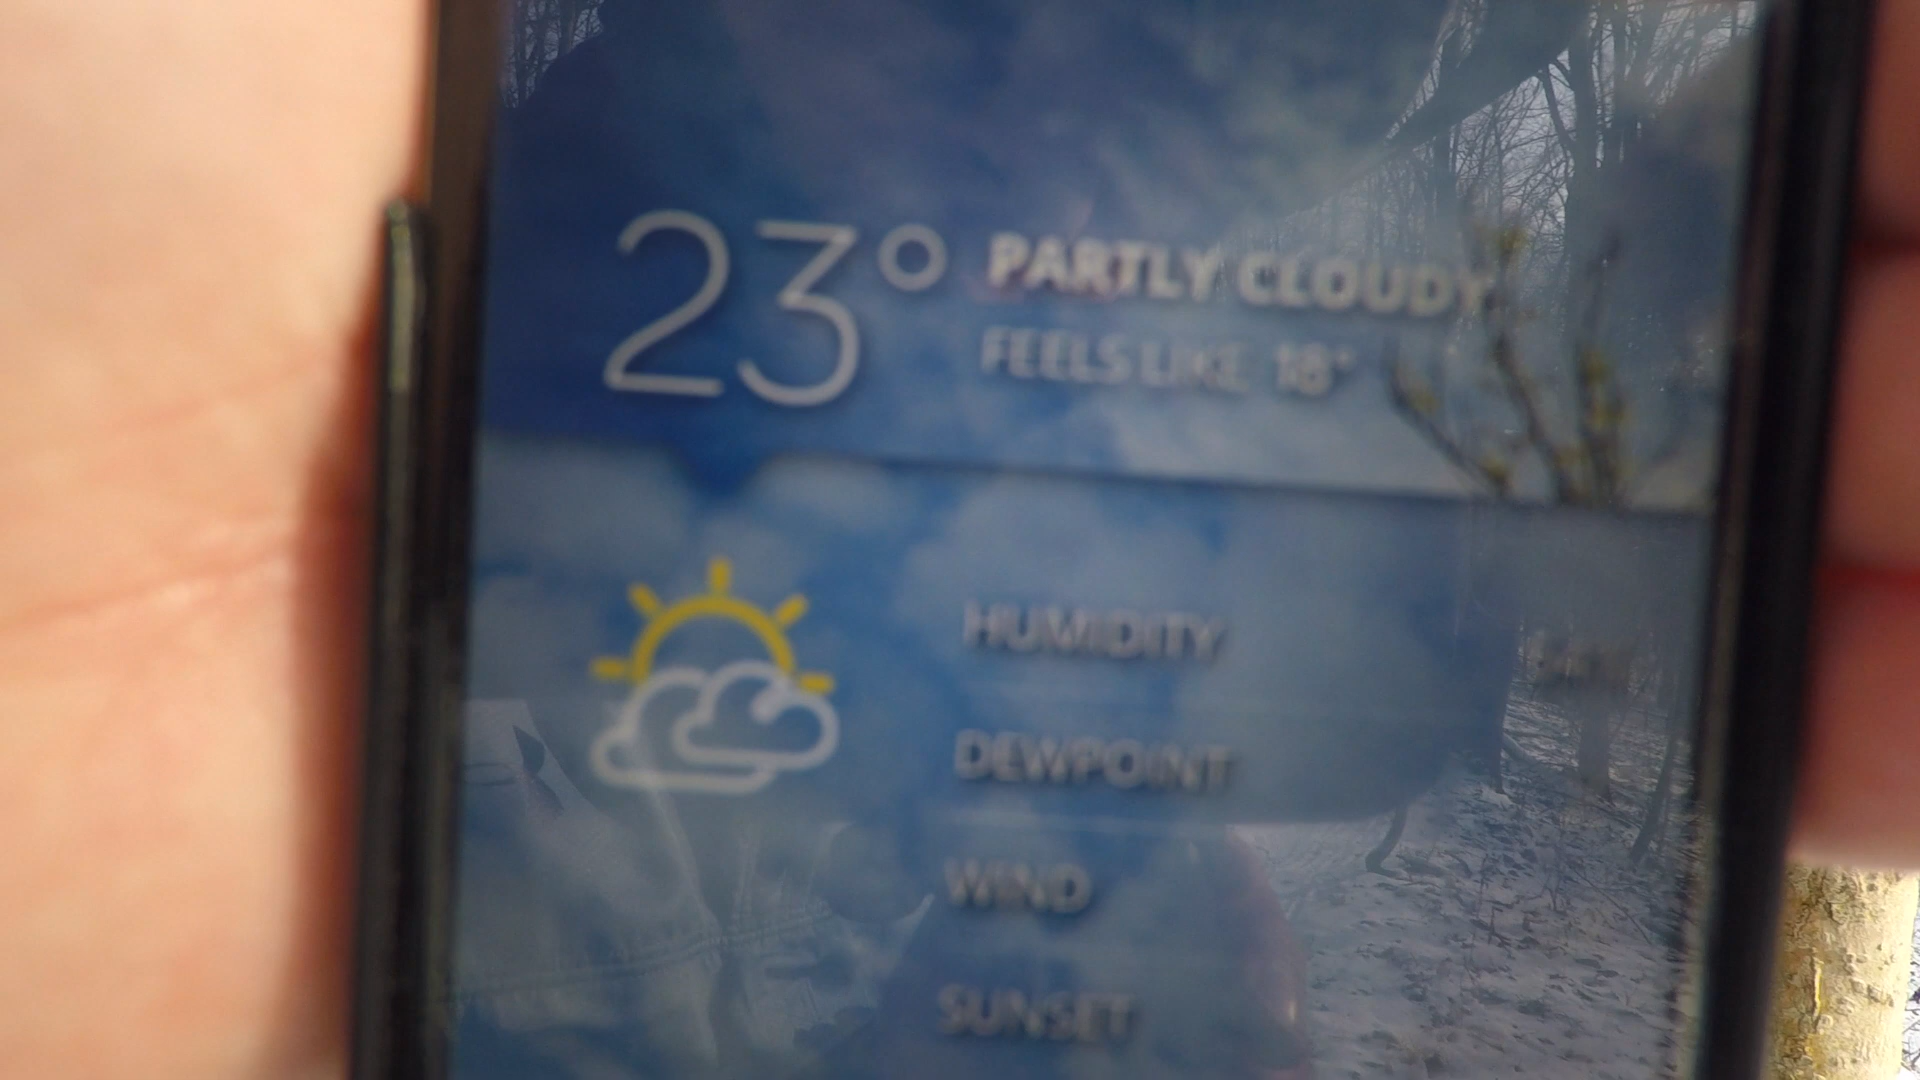 23° PARTLY CLOUDY
FEELS LIKE 18°
HUMIDITY
DEWPOINT
WIND
SUNSET